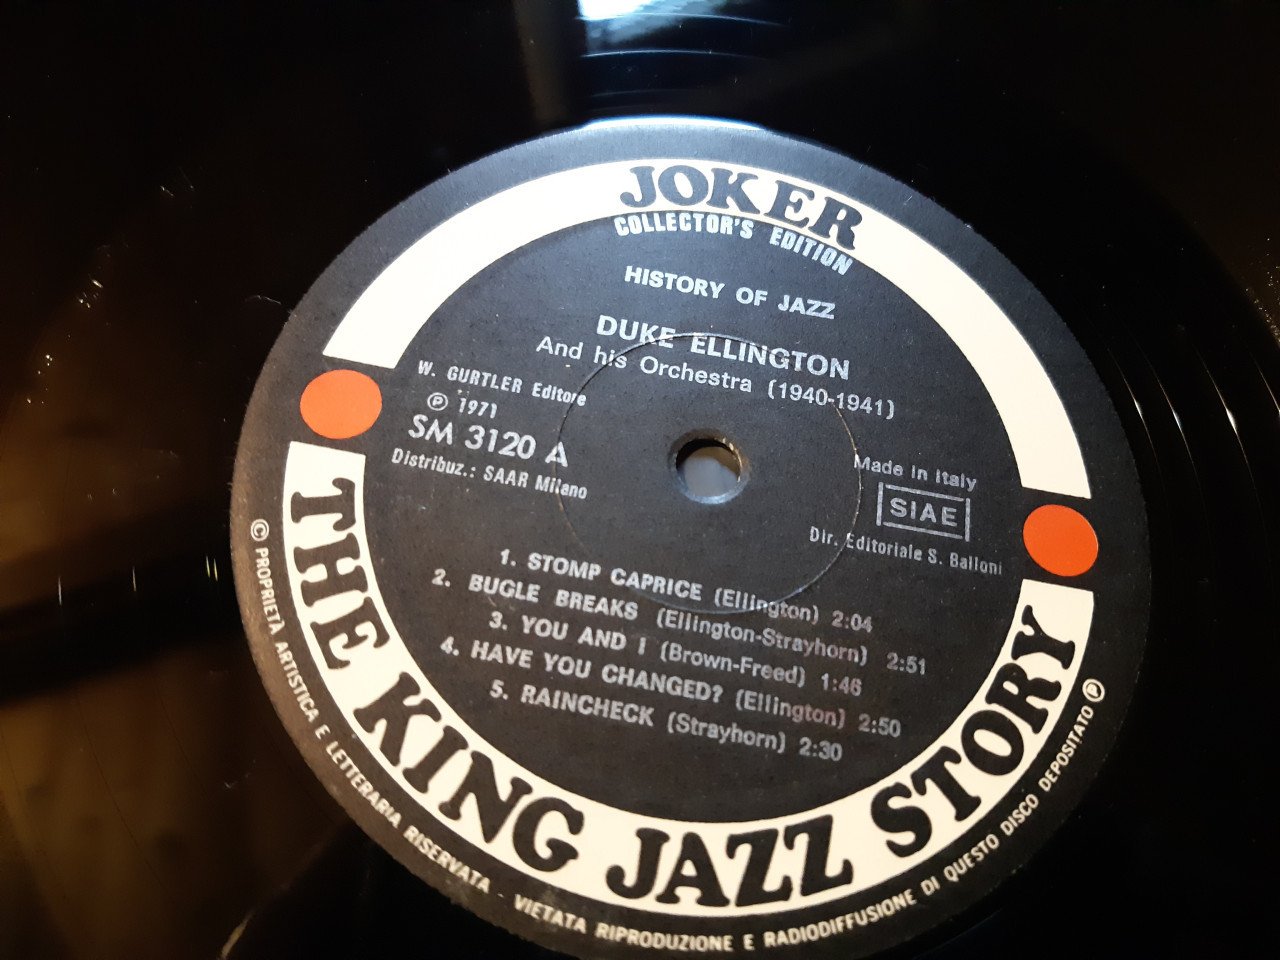 JOKER
COLLECTOR'S EDITION
HISTORY OF JAZZ
DUKE ELLINGTON
And his Orchestra (1940-1941)
W. GURTLER Editore
Ⓟ 1971
SM 3120 A
Distribuz.: SAAR Milano
Made in Italy
SIAE
Dir. Editoriale S. Balloni
1. STOMP CAPRICE (Ellington) 2:04
2. BUGLE BREAKS (Ellington-Strayhorn) 2:51
3. YOU AND I (Brown-Freed) 1:46
4. HAVE YOU CHANGED? (Ellington) 2:50
5. RAINCHECK (Strayhorn) 2:30
THE KING JAZZ STORY
© PROPRIETÀ ARTISTICA E LETTERARIA RISERVATA - VIETATA RIPRODUZIONE E RADIODIFFUSIONE DI QUESTO DISCO DEPOSITATO Ⓟ